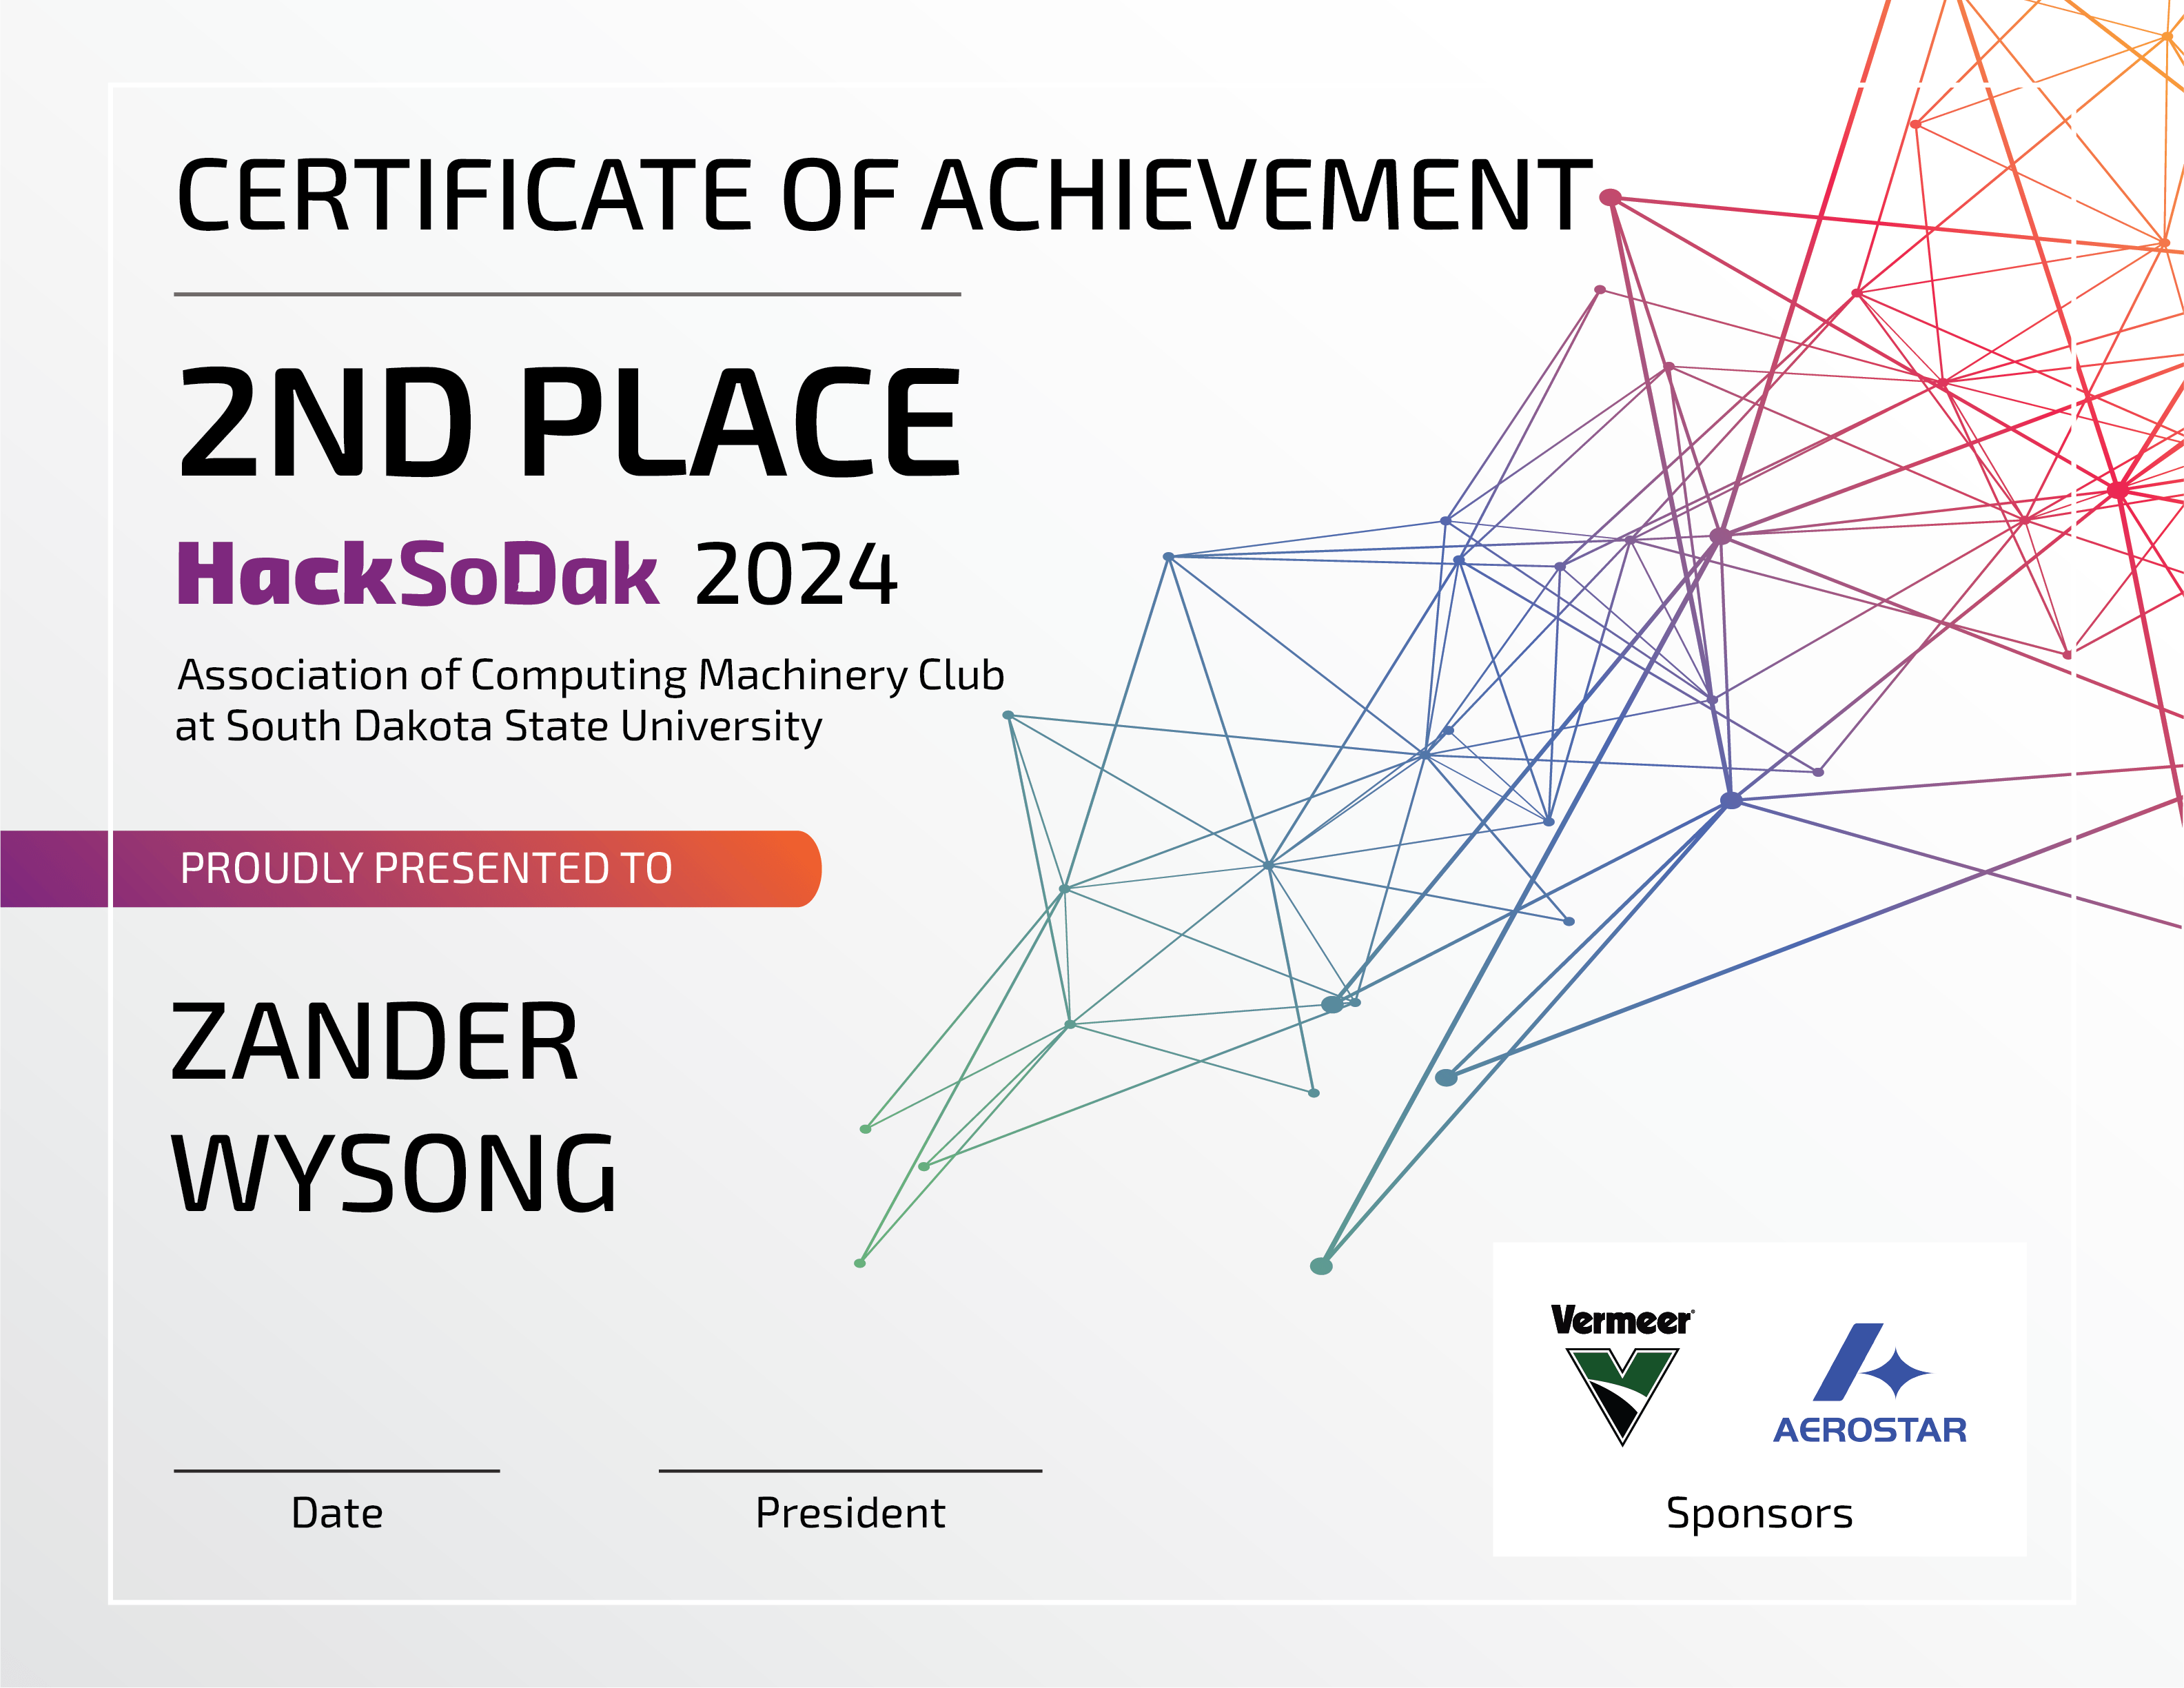 CERTIFICATE OF ACHIEVEMENT
2ND PLACE
HackSoDak 2024
Association of Computing Machinery Club
at South Dakota State University
PROUDLY PRESENTED TO
ZANDER
WYSONG
Date
President
Vermeer
AEROSTAR
Sponsors